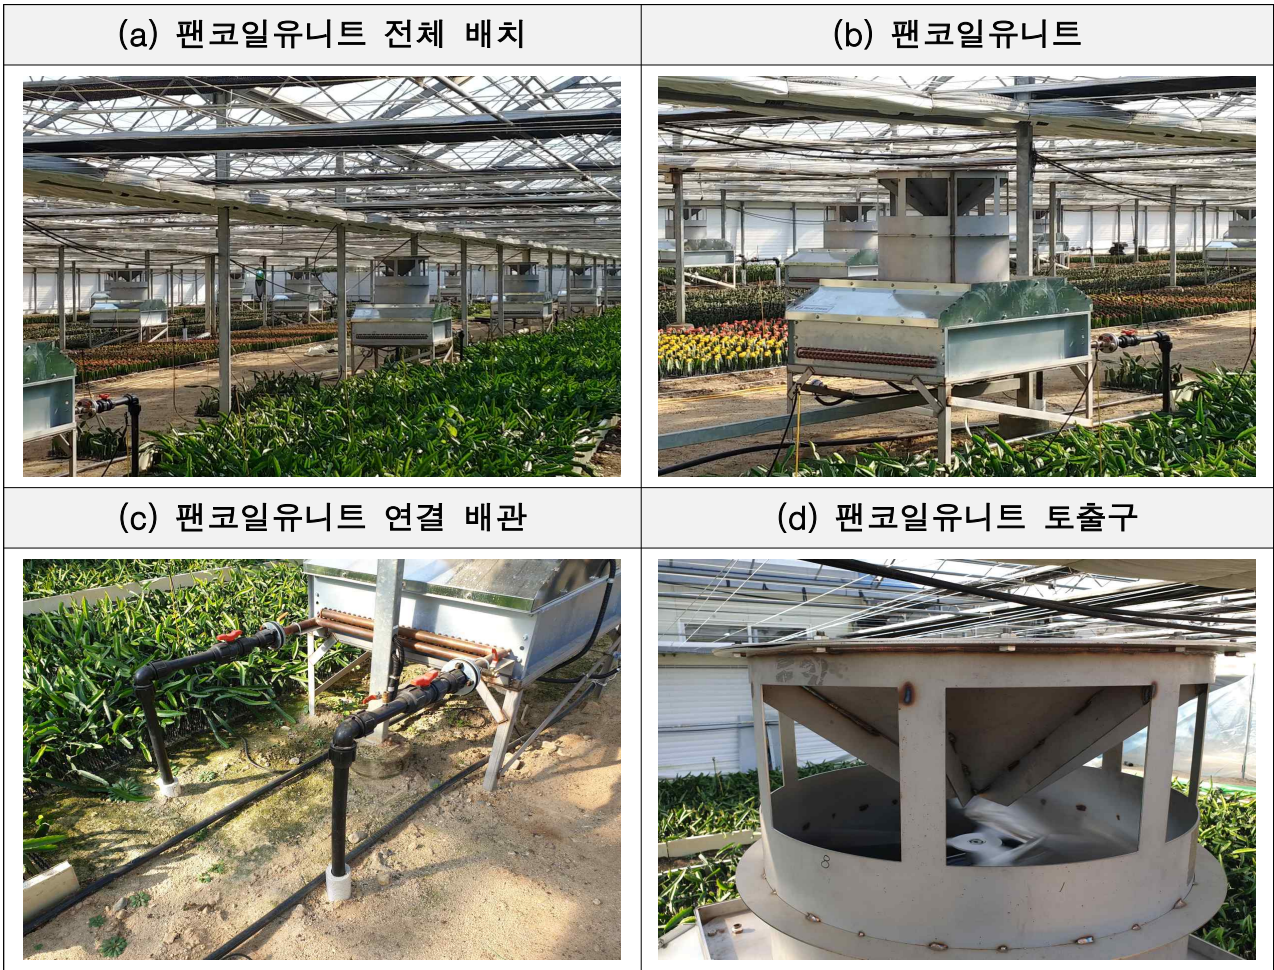 (a) 팬코일유니트 전체 배치
(b) 팬코일유니트
(c) 팬코일유니트 연결 배관
(d) 팬코일유니트 토출구
8